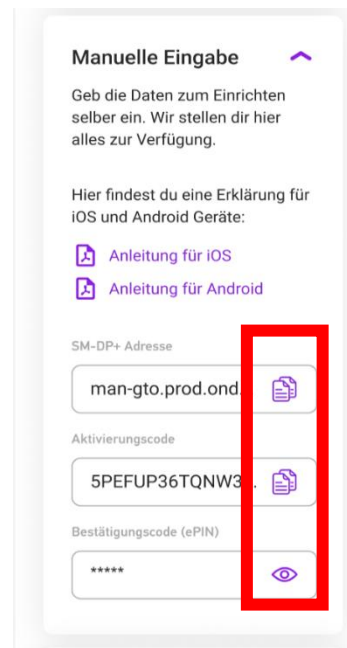 Manuelle Eingabe
Geb die Daten zum Einrichten
selber ein. Wir stellen dir hier
alles zur Verfügung.
Hier findest du eine Erklärung für
iOS und Android Geräte:
Anleitung für iOS
Anleitung für Android
SM-DP+ Adresse
man-gto.prod.ond.
Aktivierungscode
5PEFUP36TQNW3..
Bestätigungscode (ePIN)
*****